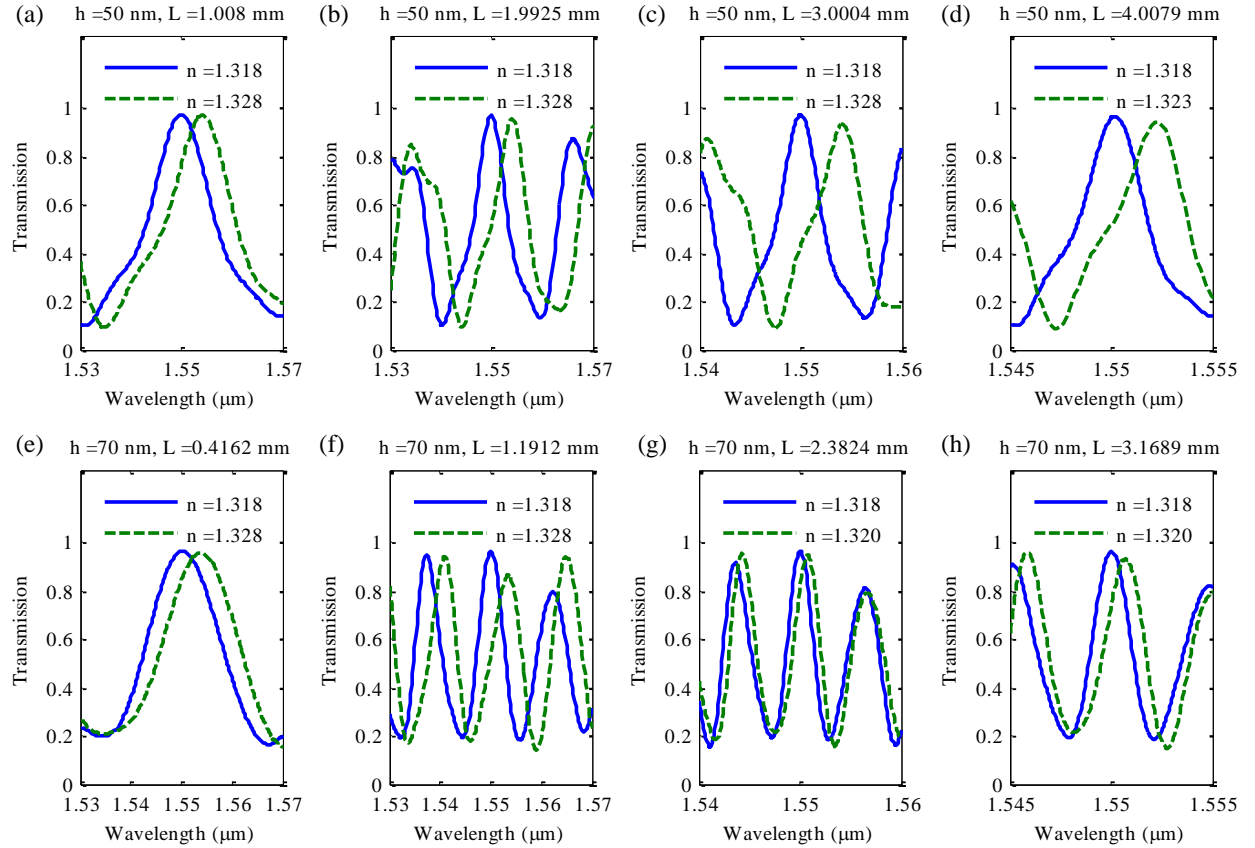 (a) h =50 nm, L =1.008 mm
n =1.318
n =1.328
1
0.8
0.6
0.4
0.2
0
Transmission
1.53 1.55 1.57
Wavelength (μm)
(b) h =50 nm, L =1.9925 mm
n =1.318
n =1.328
1
0.8
0.6
0.4
0.2
0
Transmission
1.53 1.55 1.57
Wavelength (μm)
(c) h =50 nm, L =3.0004 mm
n =1.318
n =1.328
1
0.8
0.6
0.4
0.2
0
Transmission
1.54 1.55 1.56
Wavelength (μm)
(d) h =50 nm, L =4.0079 mm
n =1.318
n =1.323
1
0.8
0.6
0.4
0.2
0
Transmission
1.545 1.55 1.555
Wavelength (μm)
(e) h =70 nm, L =0.4162 mm
n =1.318
n =1.328
1
0.8
0.6
0.4
0.2
0
Transmission
1.53 1.54 1.55 1.56 1.57
Wavelength (μm)
(f) h =70 nm, L =1.1912 mm
n =1.318
n =1.328
1
0.8
0.6
0.4
0.2
0
Transmission
1.53 1.54 1.55 1.56 1.57
Wavelength (μm)
(g) h =70 nm, L =2.3824 mm
n =1.318
n =1.320
1
0.8
0.6
0.4
0.2
0
Transmission
1.54 1.55 1.56
Wavelength (μm)
(h) h =70 nm, L =3.1689 mm
n =1.318
n =1.320
1
0.8
0.6
0.4
0.2
0
Transmission
1.545 1.55 1.555
Wavelength (μm)